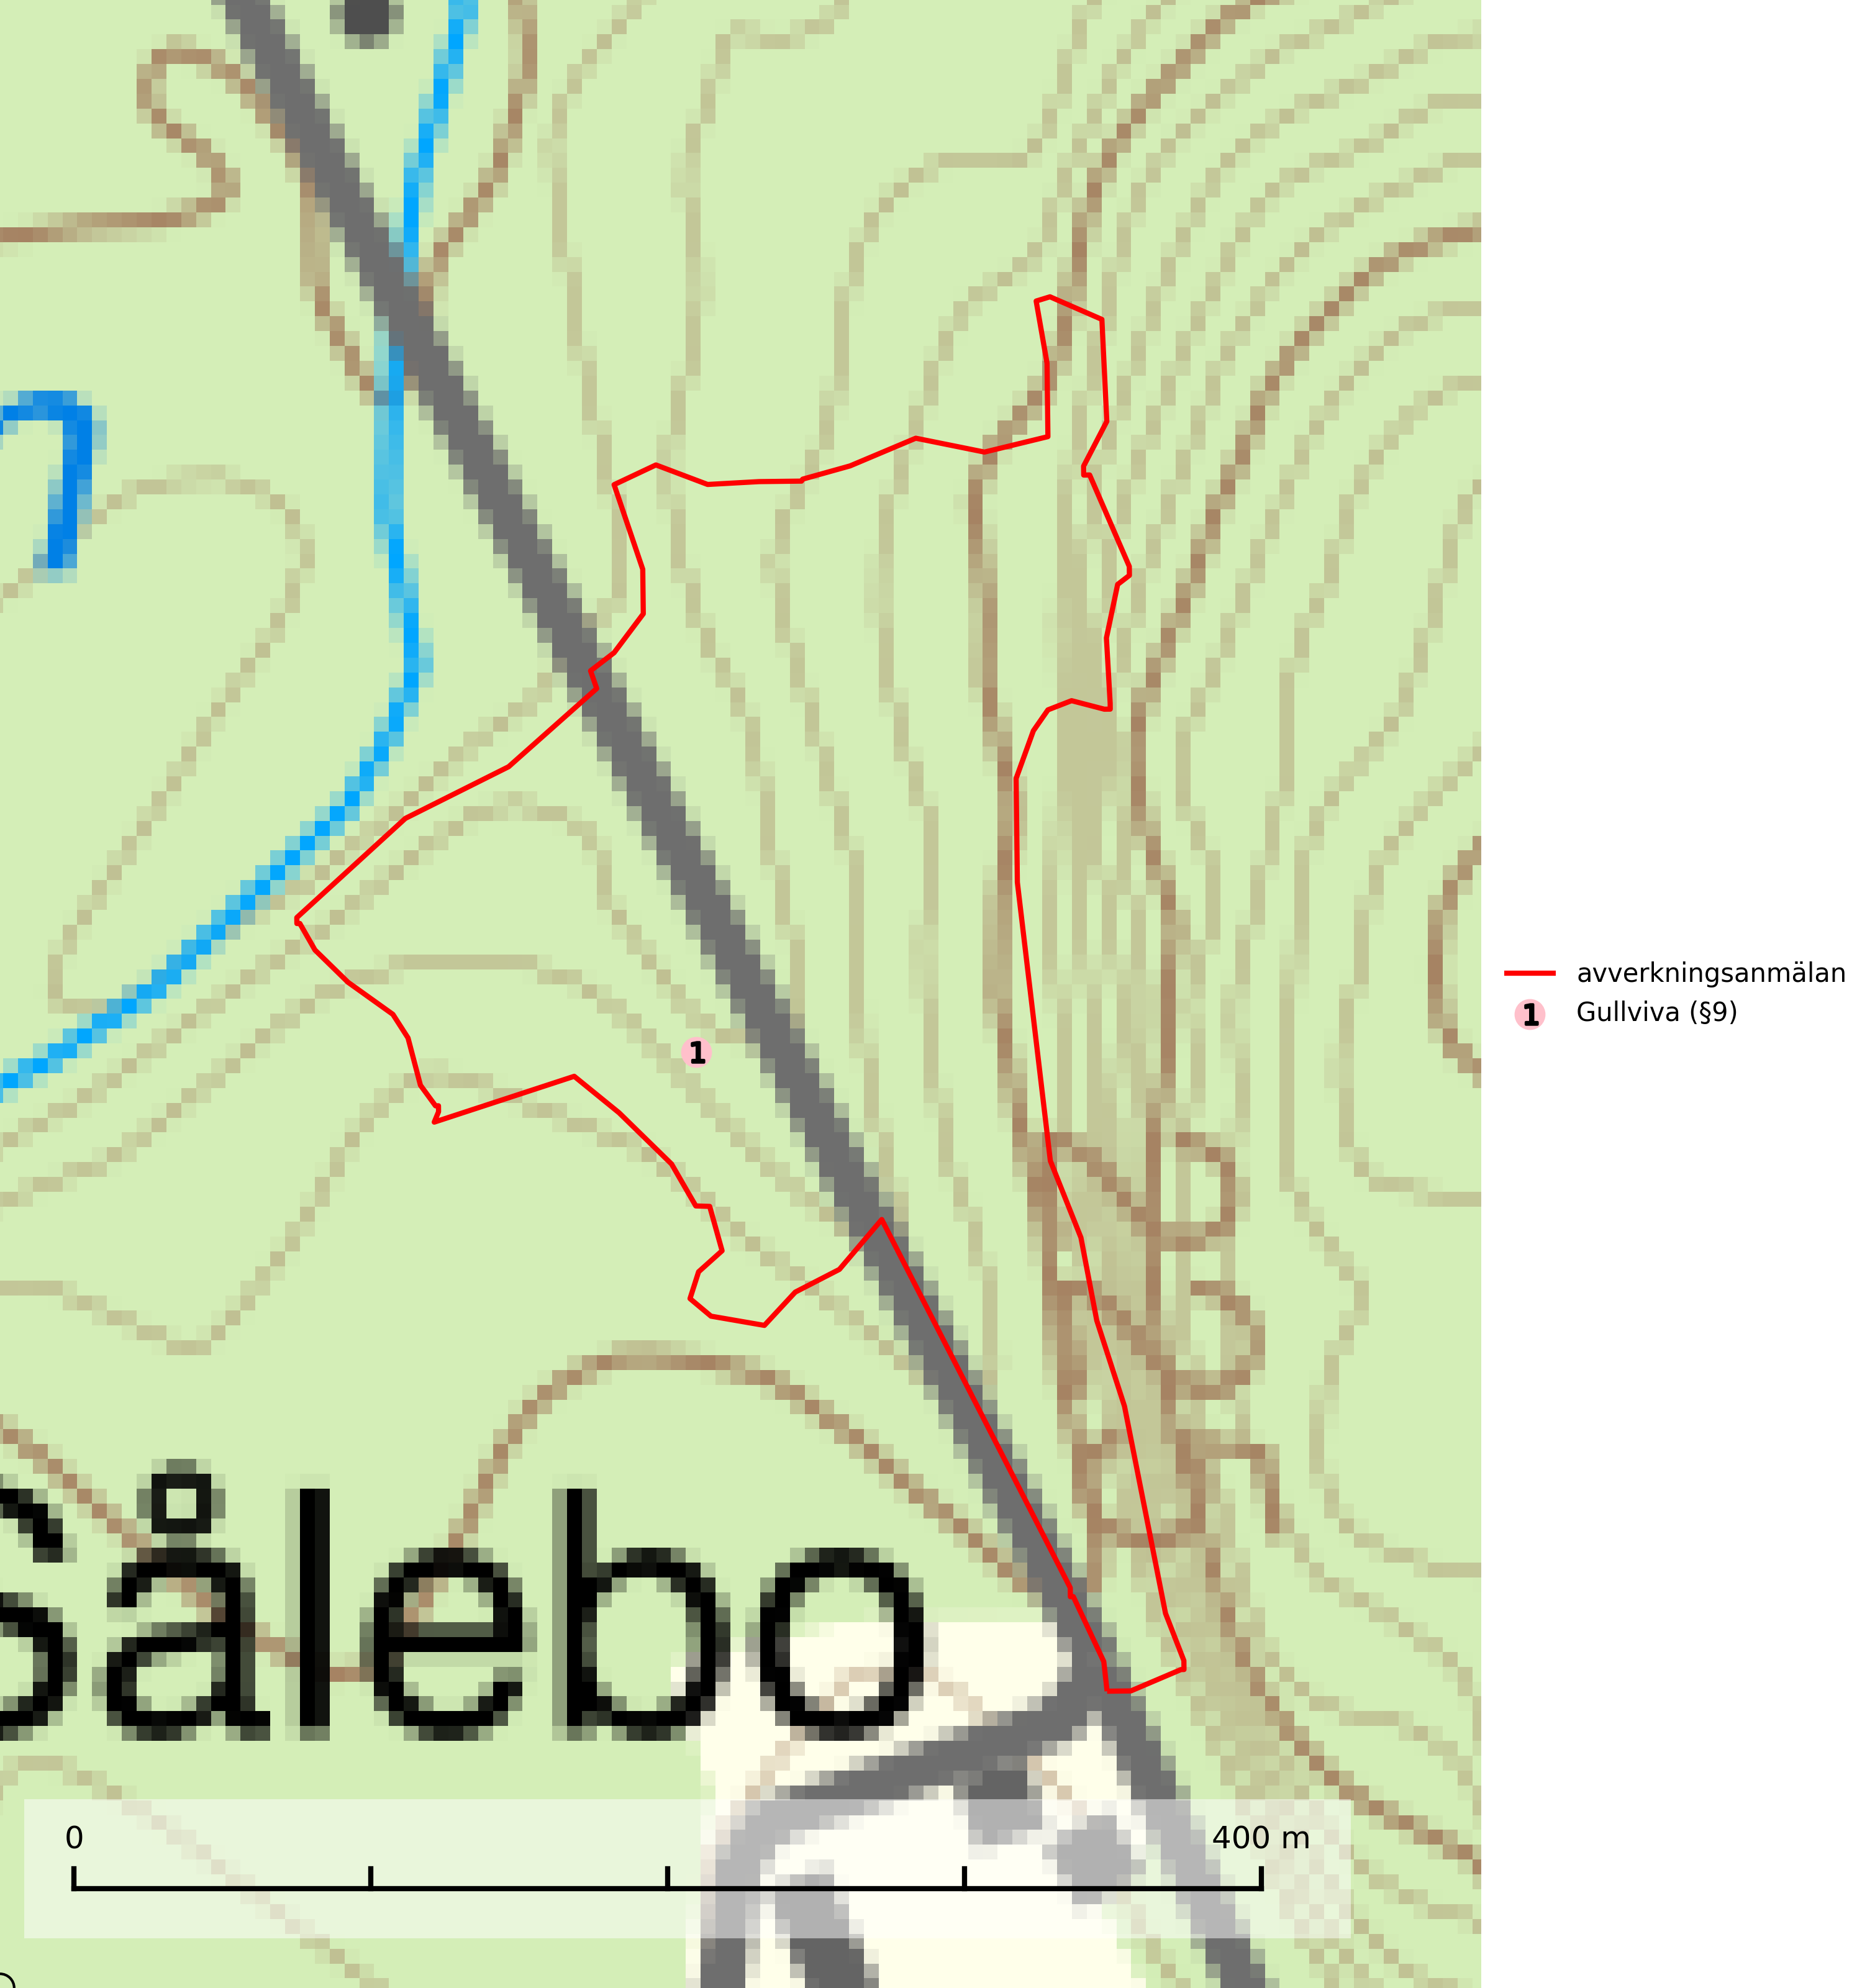 avverkningsanmälan
1 Gullviva (§9)
1
Sålebo
0 400 m